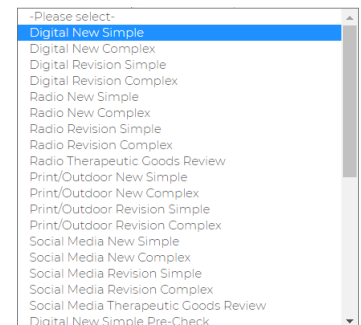 -Please select-
Digital New Simple
Digital New Complex
Digital Revision Simple
Digital Revision Complex
Radio New Simple
Radio New Complex
Radio Revision Simple
Radio Revision Complex
Radio Therapeutic Goods Review
Print/Outdoor New Simple
Print/Outdoor New Complex
Print/Outdoor Revision Simple
Print/Outdoor Revision Complex
Social Media New Simple
Social Media New Complex
Social Media Revision Simple
Social Media Revision Complex
Social Media Therapeutic Goods Review
Digital New Simple Pre-Check